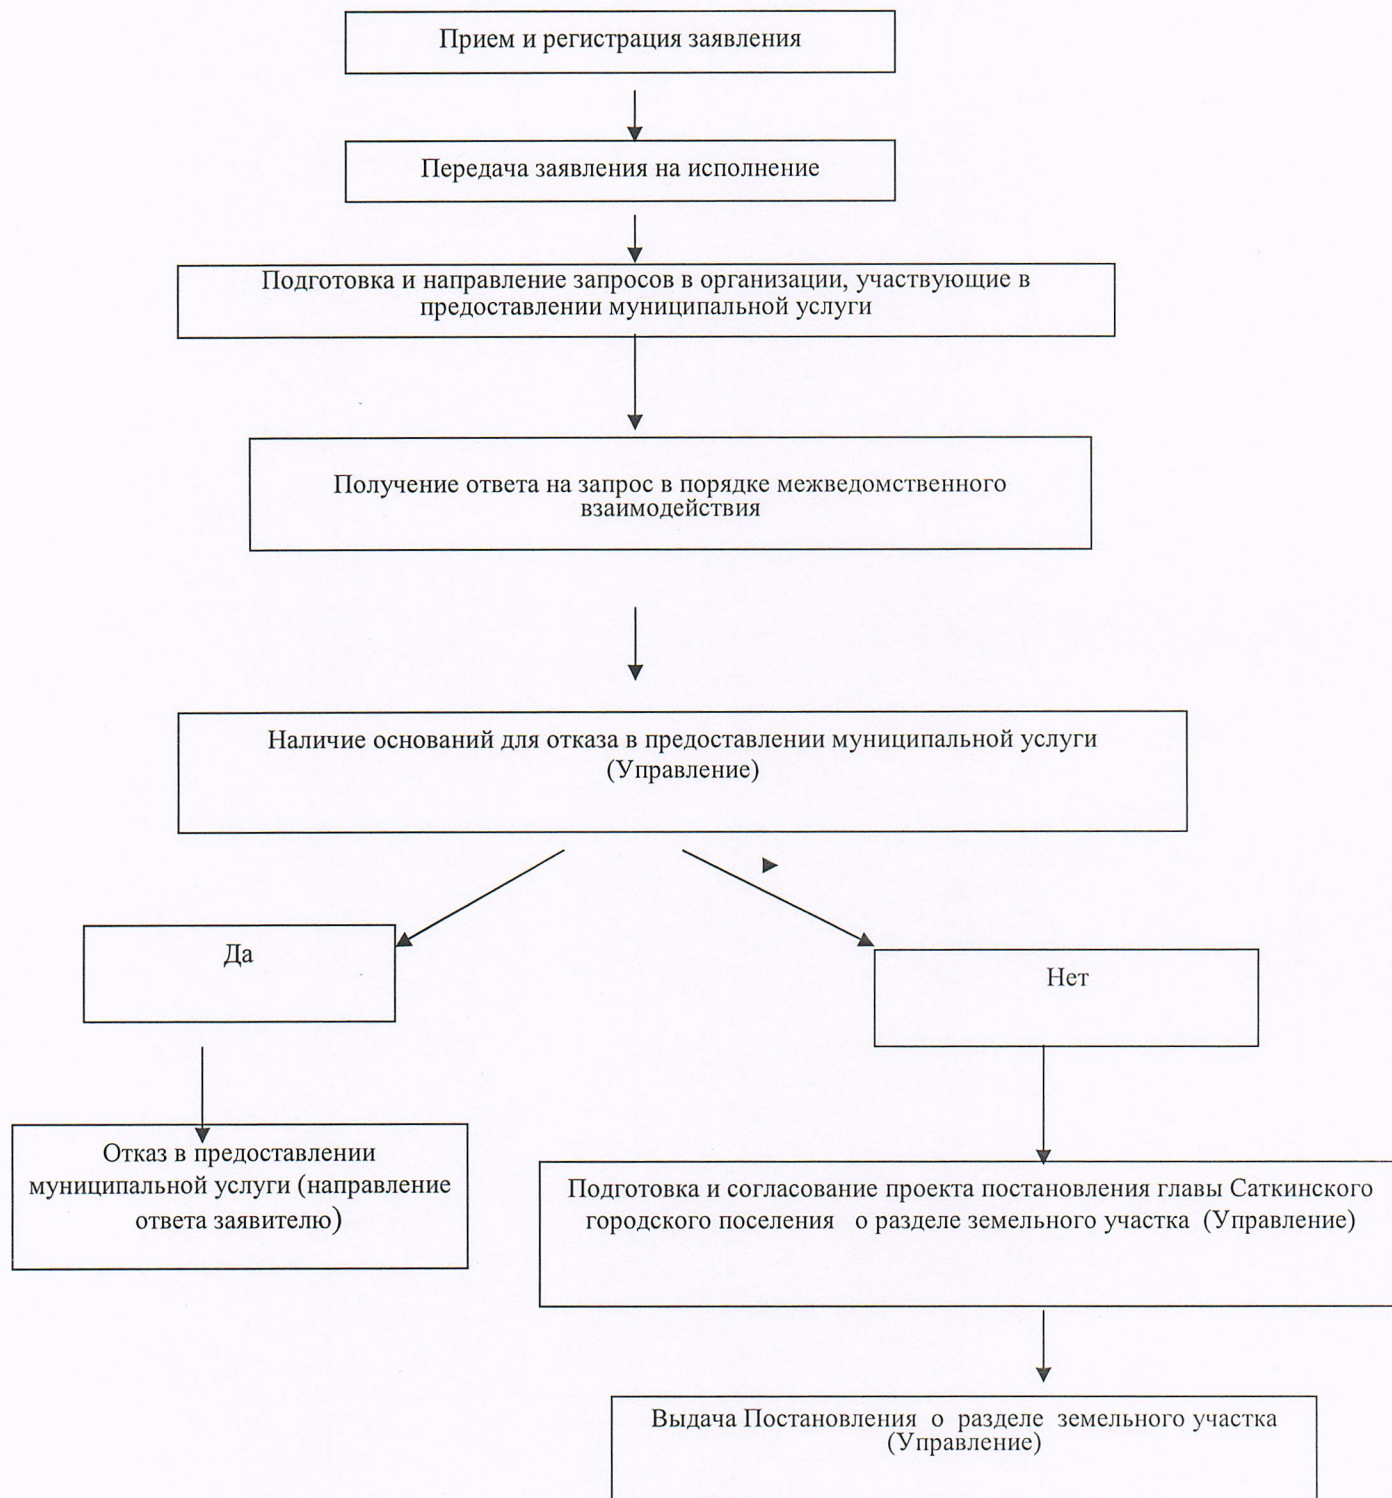 Прием и регистрация заявления
Передача заявления на исполнение
Подготовка и направление запросов в организации, участвующие в
предоставлении муниципальной услуги
Получение ответа на запрос в порядке межведомственного
взаимодействия
Наличие оснований для отказа в предоставлении муниципальной услуги
(Управление)
Да
Нет
Отказ в предоставлении
муниципальной услуги (направление
ответа заявителю)
Подготовка и согласование проекта постановления главы Саткинского
городского поселения о разделе земельного участка (Управление)
Выдача Постановления о разделе земельного участка
(Управление)